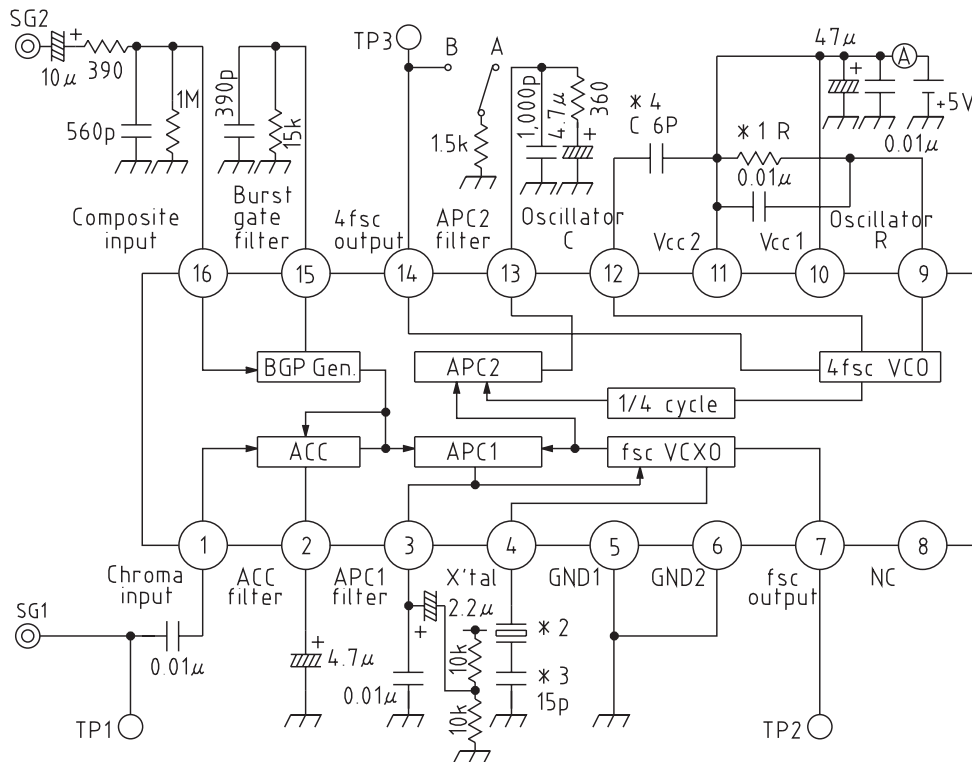 SG2
+
10μ
390
560p
1M
390p
15k
TP3
B
A
1.5k
1,000p
4.7μ
+
360
* 4
C 6P
47μ
+
A
+5V
0.01μ
* 1 R
0.01μ
Composite
input
Burst
gate
filter
4fsc
output
APC2
filter
Oscillator
C
Vcc2
Vcc1
Oscillator
R
16
15
14
13
12
11
10
9
BGP Gen.
APC2
4fsc VCO
1/4 cycle
ACC
APC1
fsc VCXO
1
2
3
4
5
6
7
8
Chroma
input
ACC
filter
APC1
filter
X'tal
GND1
GND2
fsc
output
NC
SG1
0.01μ
TP1
+
4.7μ
+
2.2μ
0.01μ
10k
10k
* 2
* 3
15p
TP2